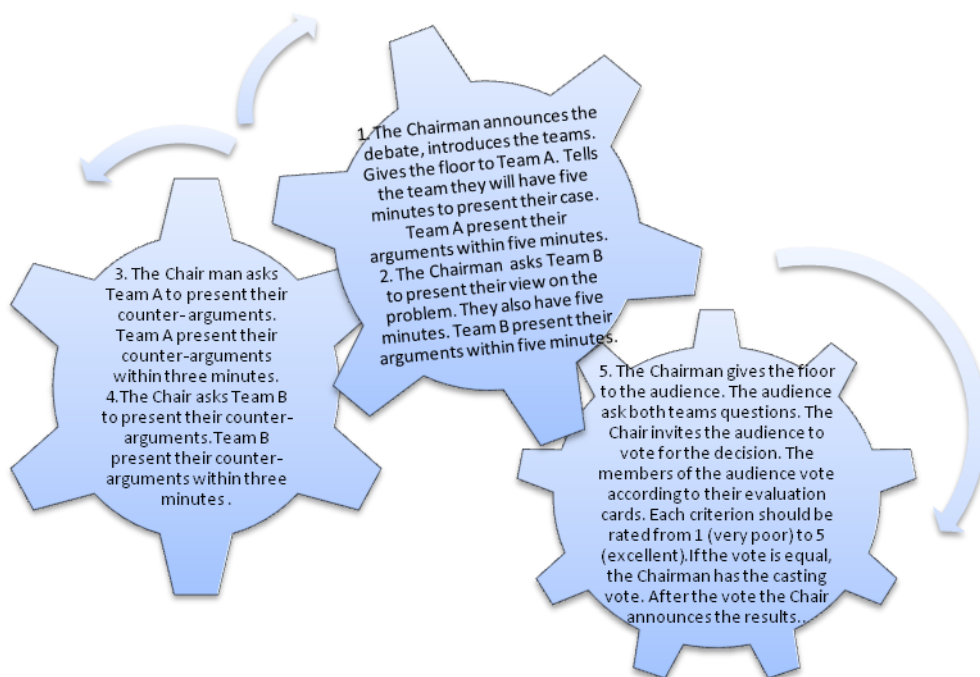 1. The Chairman announces the
debate, introduces the teams.
Gives the floor to Team A. Tells
the team they will have five
minutes to present their case.
Team A present their
arguments within five minutes.
2. The Chairman asks Team B
to present their view on the
problem. They also have five
minutes. Team B present their
arguments within five minutes.
3. The Chair man asks
Team A to present their
counter-arguments.
Team A present their
counter-arguments
within three minutes.
4.The Chair asks Team B
to present their counter-
arguments.Team B
present their counter-
arguments within three
minutes .
5. The Chairman gives the floor
to the audience. The audience
ask both teams questions. The
Chair invites the audience to
vote for the decision. The
members of the audience vote
according to their evaluation
cards. Each criterion should be
rated from 1 (very poor) to 5
(excellent).If the vote is equal,
the Chairman has the casting
vote. After the vote the Chair
announces the results..